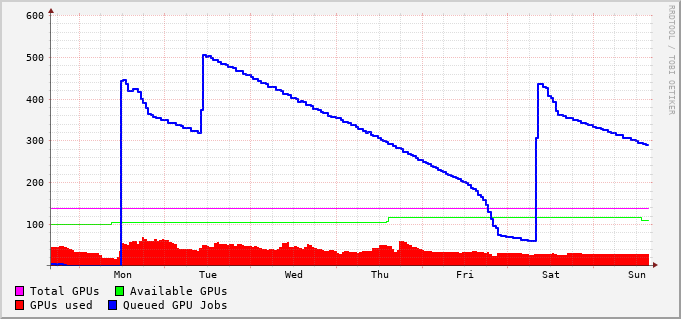 600
500
400
300
200
100
Mon Tue Wed Thu Fri Sat Sun
Total GPUs Available GPUs
GPUs used Queued GPU Jobs
RRDTOOL / TOBI OETIKER